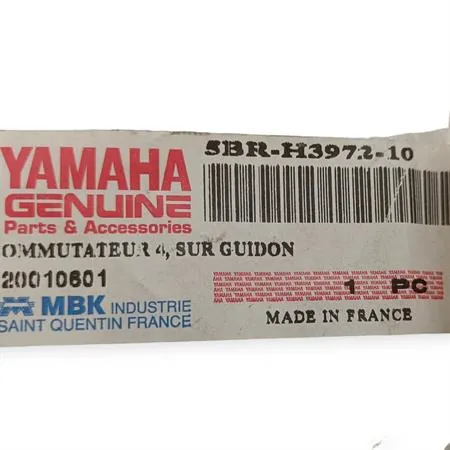 YAMAHA
GENUINE
Parts & Accessories
5BR-H3972-10
OMMUTATEUR 4, SUR GUIDON
20010601
MBK INDUSTRIE
SAINT QUENTIN FRANCE
1 PC
MADE IN FRANCE